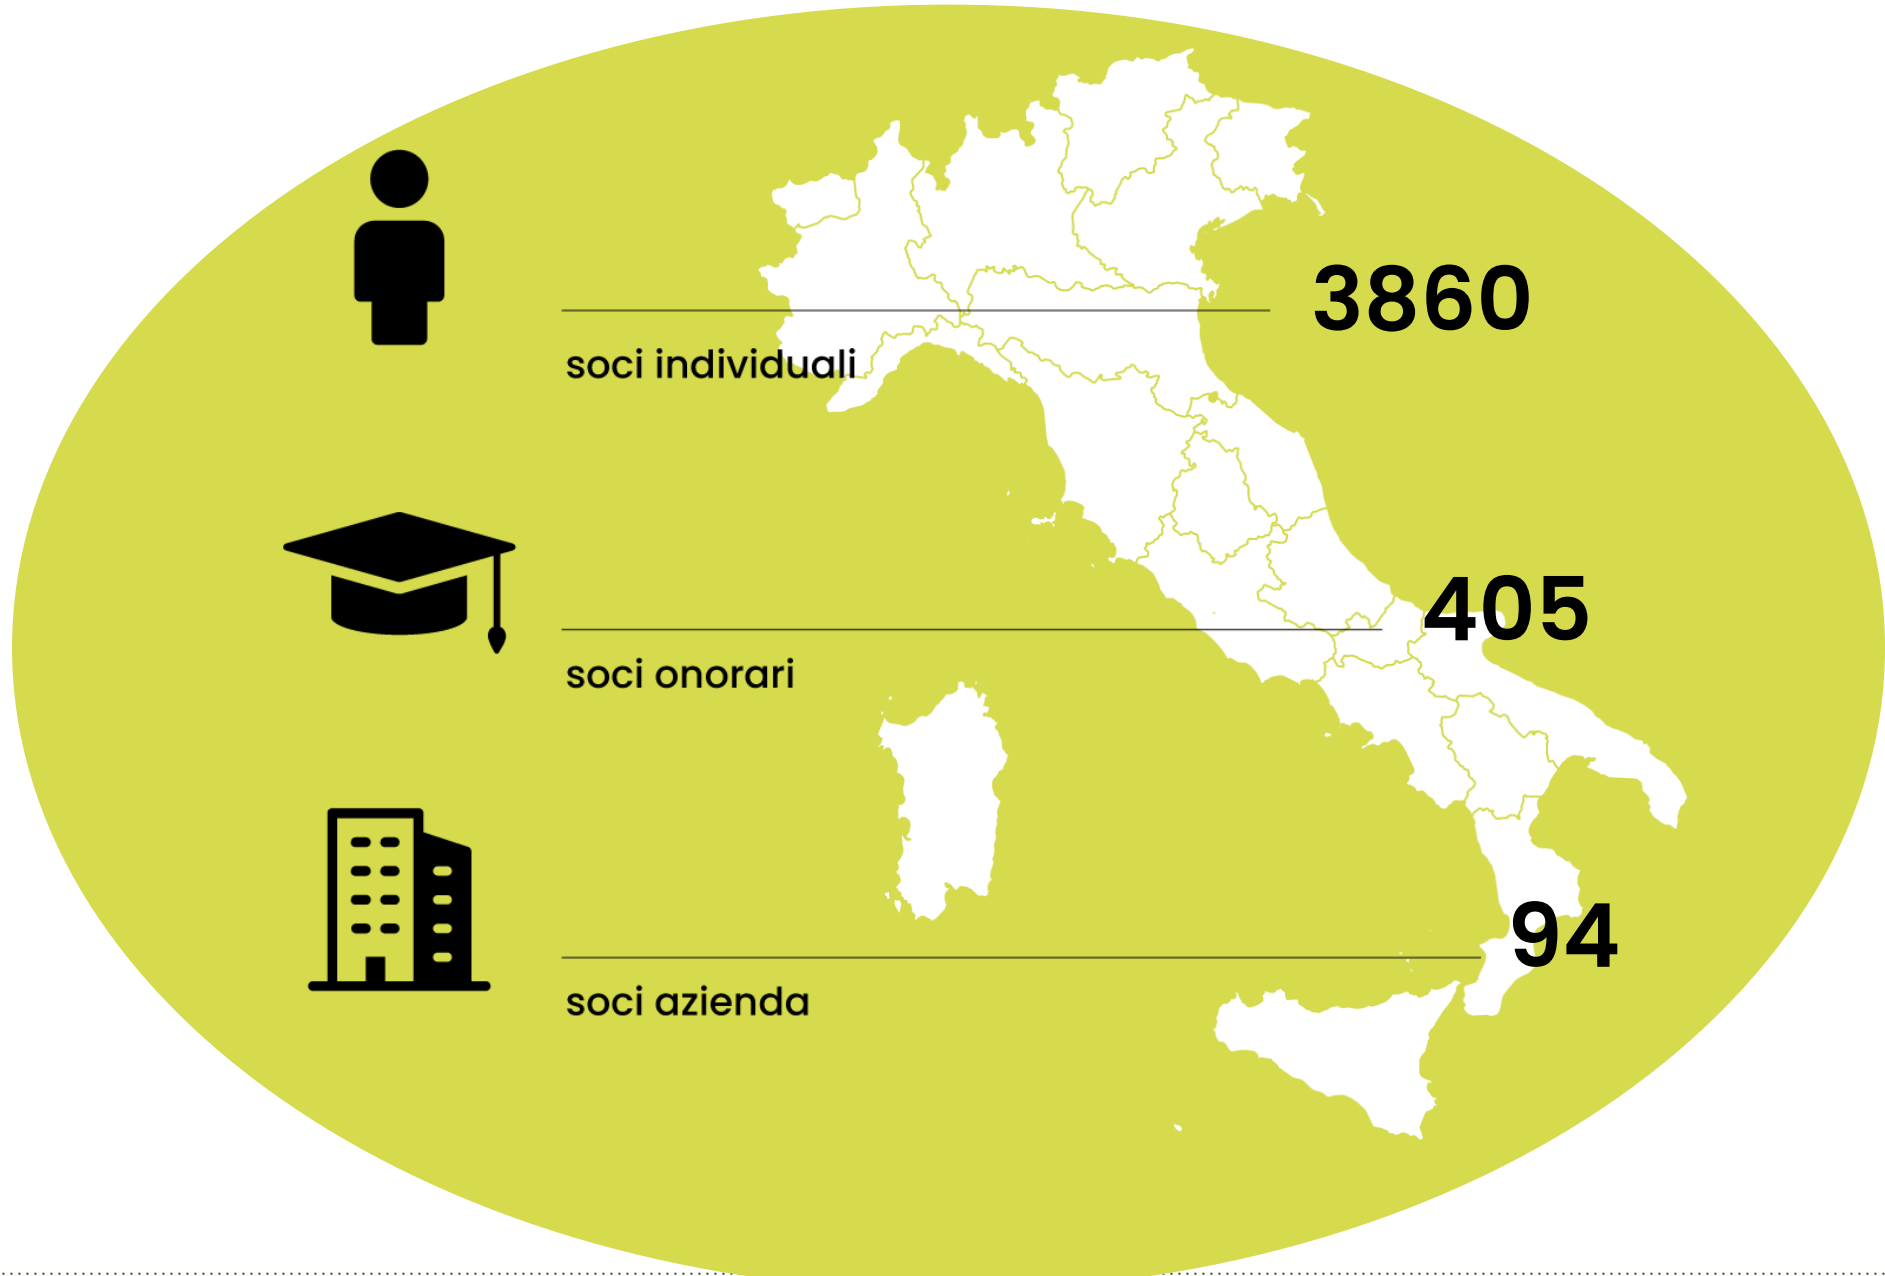 3860
soci individuali
405
soci onorari
94
soci azienda